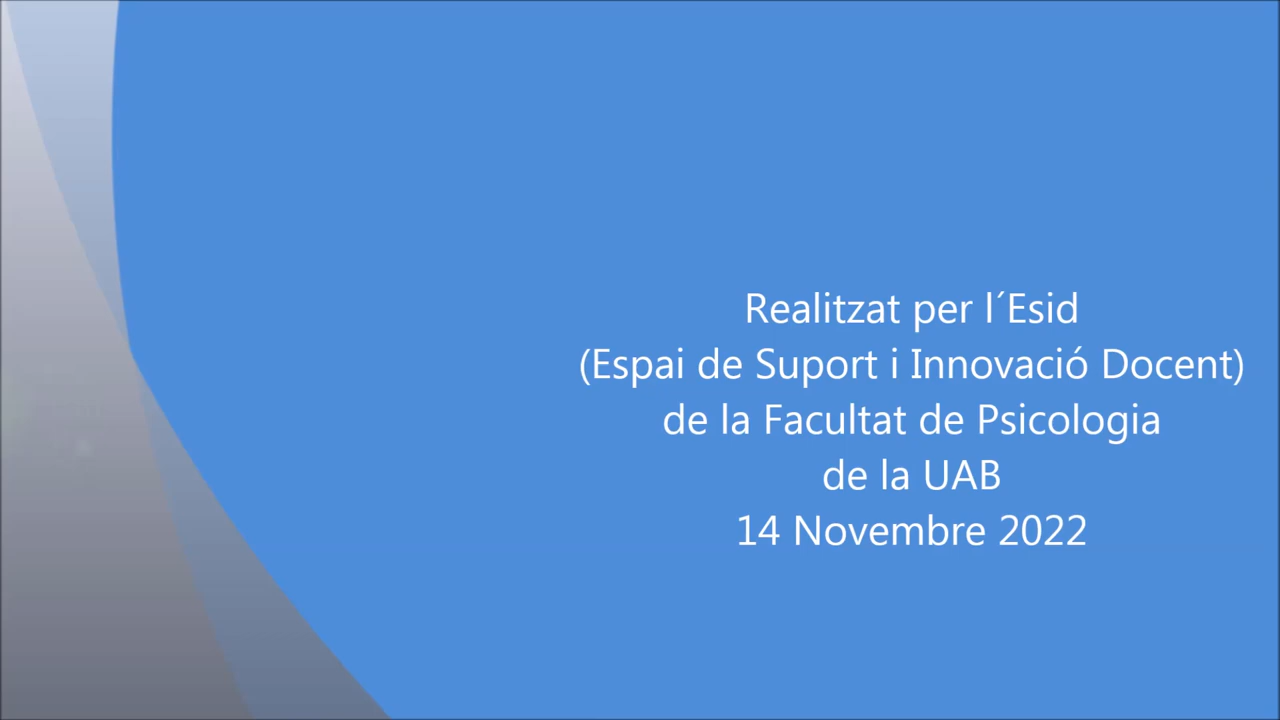 Realitzat per l´Esid
(Espai de Suport i Innovació Docent)
de la Facultat de Psicologia
de la UAB
14 Novembre 2022